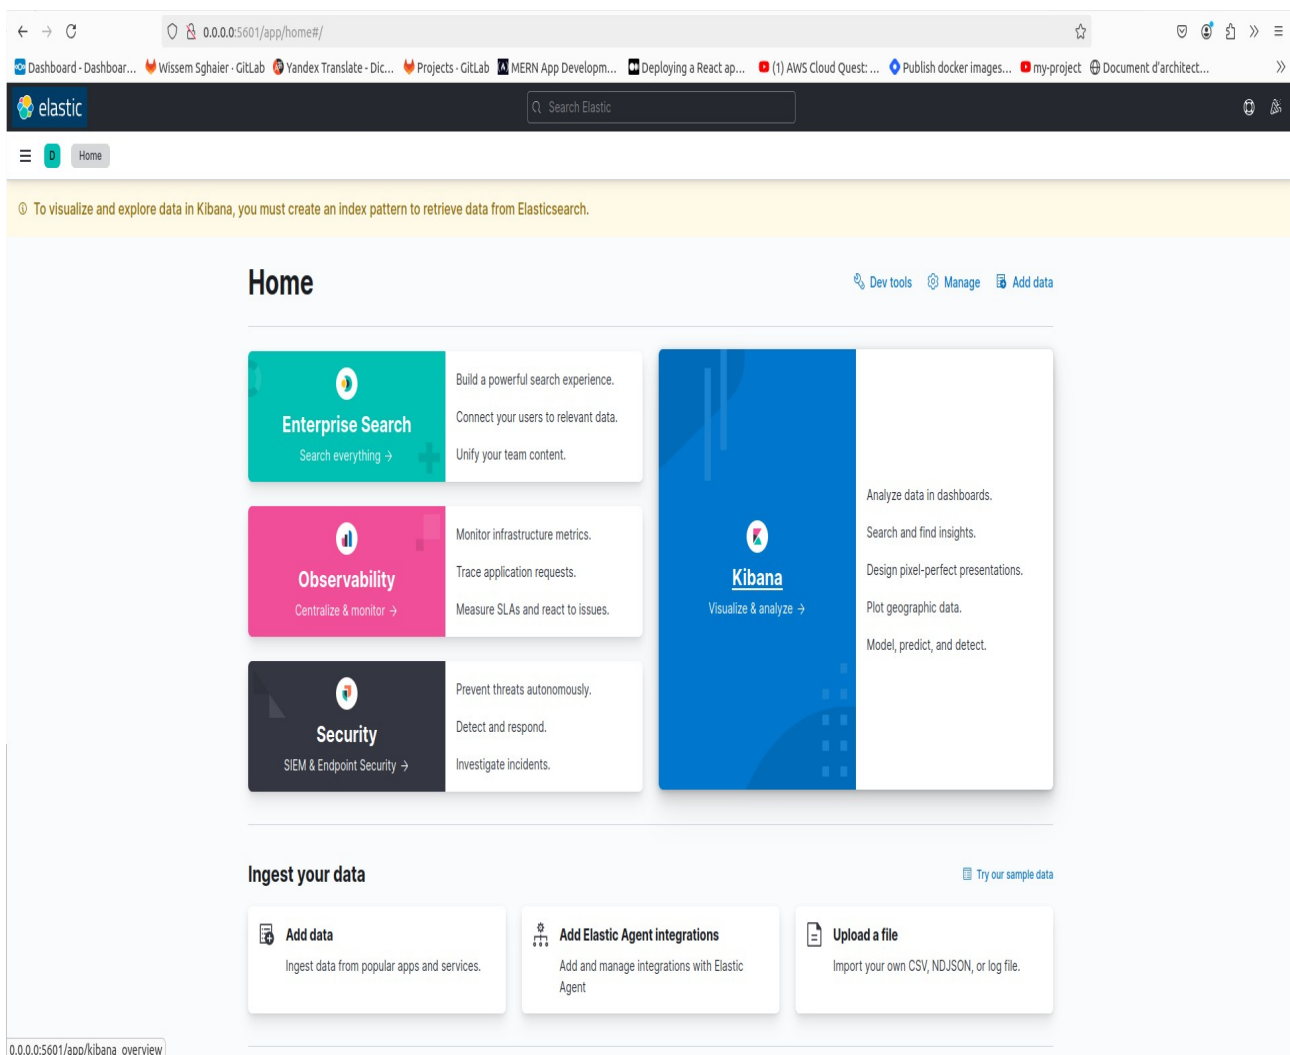 0.0.0.0:5601/app/home#/
Dashboard - Dashboar... Wissem Sghaier · GitLab Yandex Translate - Dic... Projects · GitLab MERN App Developm... Deploying a React ap... (1) AWS Cloud Quest: ... Publish docker images... my-project Document d'architect...
elastic Search Elastic
D Home
To visualize and explore data in Kibana, you must create an index pattern to retrieve data from Elasticsearch.
Home
Dev tools Manage Add data
Enterprise Search
Search everything →
Build a powerful search experience.
Connect your users to relevant data.
Unify your team content.
Observability
Centralize & monitor →
Monitor infrastructure metrics.
Trace application requests.
Measure SLAs and react to issues.
Security
SIEM & Endpoint Security →
Prevent threats autonomously.
Detect and respond.
Investigate incidents.
Kibana
Visualize & analyze →
Analyze data in dashboards.
Search and find insights.
Design pixel-perfect presentations.
Plot geographic data.
Model, predict, and detect.
Ingest your data
Try our sample data
Add data
Ingest data from popular apps and services.
Add Elastic Agent integrations
Add and manage integrations with Elastic
Agent
Upload a file
Import your own CSV, NDJSON, or log file.
0.0.0.0:5601/app/kibana_overview